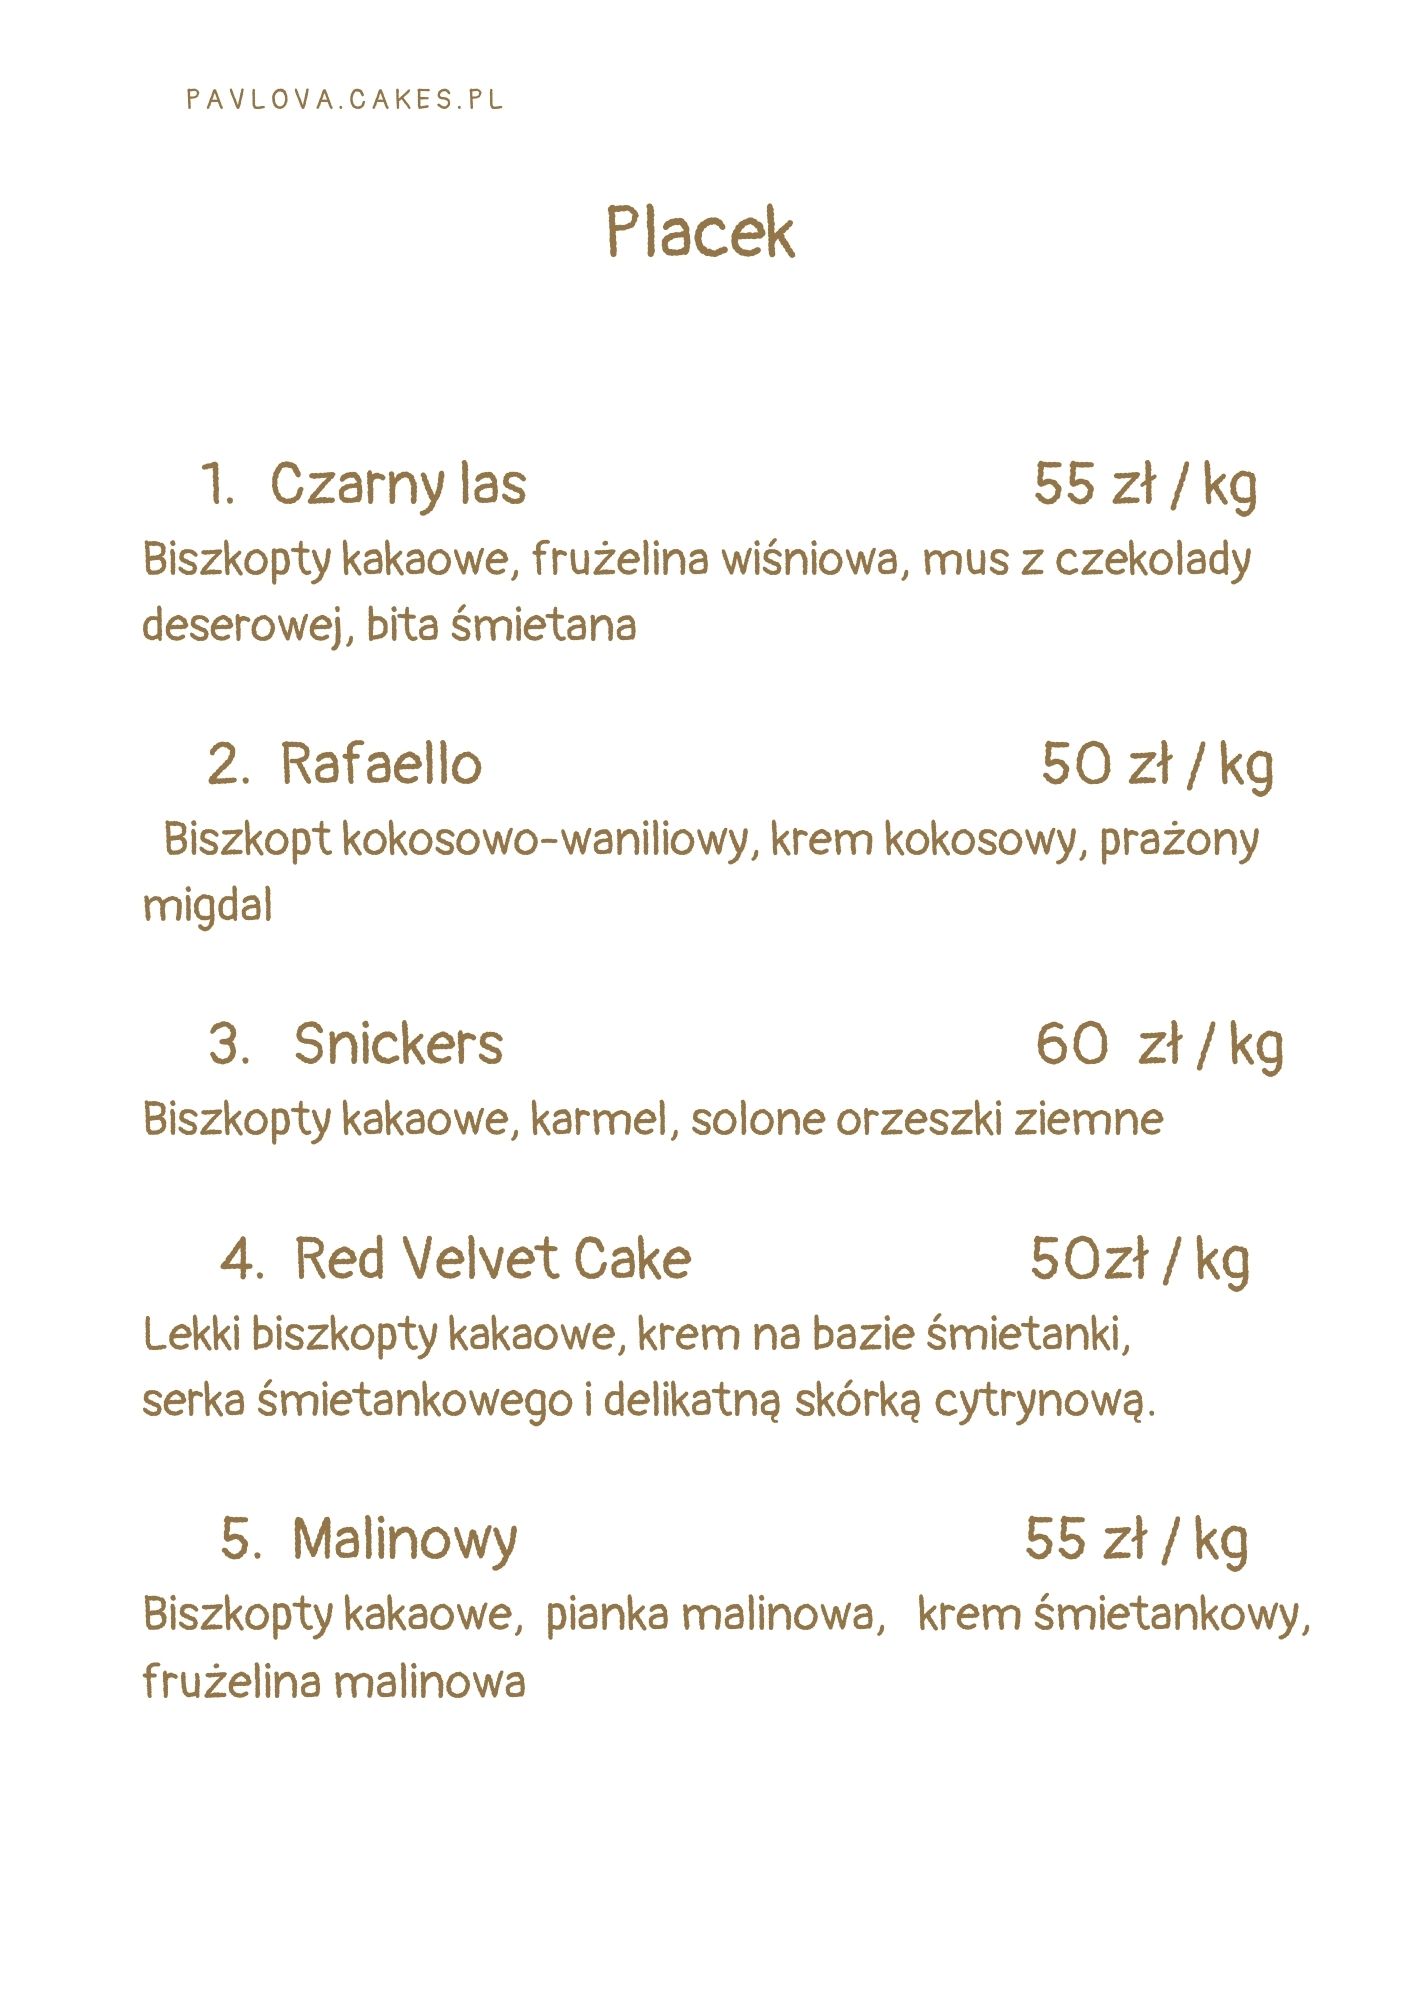 PAVLOVA.CAKES.PL
Placek
1. Czarny las 55 zł / kg
Biszkopty kakaowe, frużelina wiśniowa, mus z czekolady
deserowej, bita śmietana
2. Rafaello 50 zł / kg
Biszkopt kokosowo-waniliowy, krem kokosowy, prażony
migdal
3. Snickers 60 zł / kg
Biszkopty kakaowe, karmel, solone orzeszki ziemne
4. Red Velvet Cake 50zł / kg
Lekki biszkopty kakaowe, krem na bazie śmietanki,
serka śmietankowego i delikatną skórką cytrynową.
5. Malinowy 55 zł / kg
Biszkopty kakaowe, pianka malinowa, krem śmietankowy,
frużelina malinowa